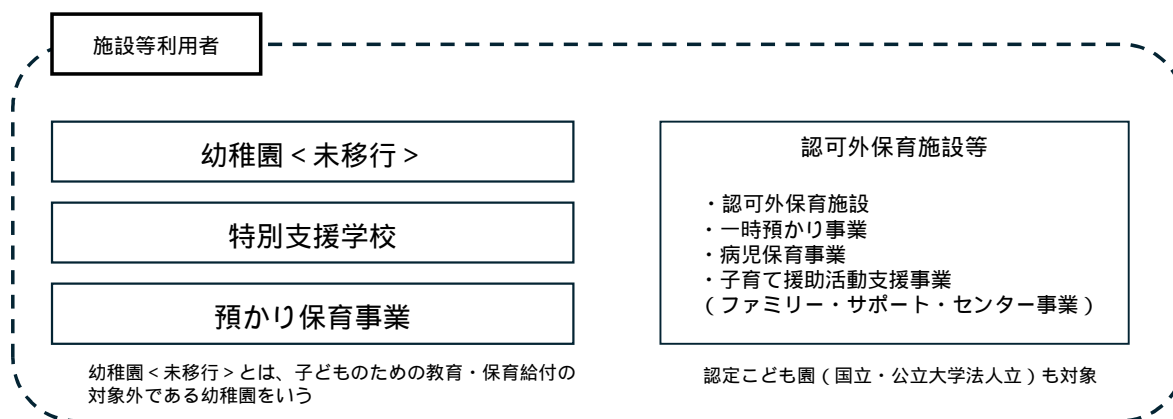 施設等利用者
幼稚園＜未移行＞
特別支援学校
預かり保育事業
幼稚園＜未移行＞とは、子どものための教育・保育給付の
対象外である幼稚園をいう
認可外保育施設等
・認可外保育施設
・一時預かり事業
・病児保育事業
・子育て援助活動支援事業
（ファミリー・サポート・センター事業）
認定こども園（国立・公立大学法人立）も対象